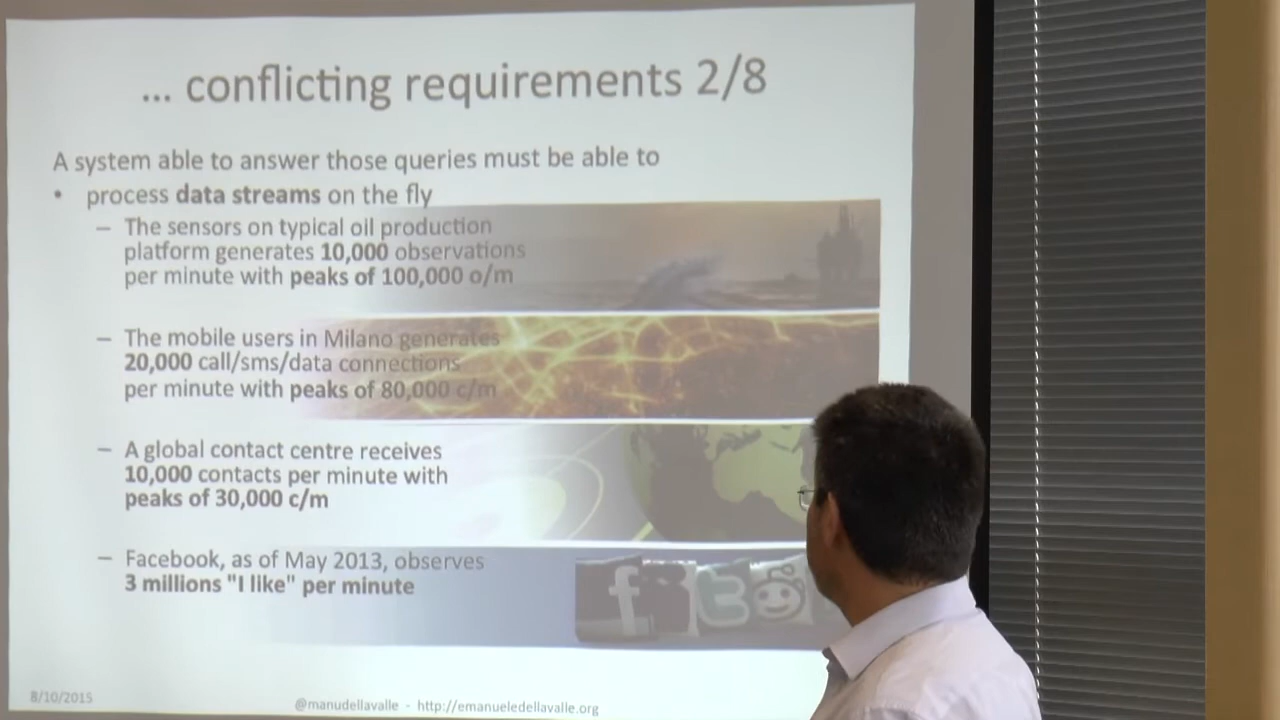 ... conflicting requirements 2/8
A system able to answer those queries must be able to
• process data streams on the fly
– The sensors on typical oil production
platform generates 10,000 observations
per minute with peaks of 100,000 o/m
– The mobile users in Milano generates
20,000 call/sms/data connections
per minute with peaks of 80,000 c/m
– A global contact centre receives
10,000 contacts per minute with
peaks of 30,000 c/m
– Facebook, as of May 2013, observes
3 millions "I like" per minute
f t
8/10/2015
@manudellavalle - http://emanueledellavalle.org